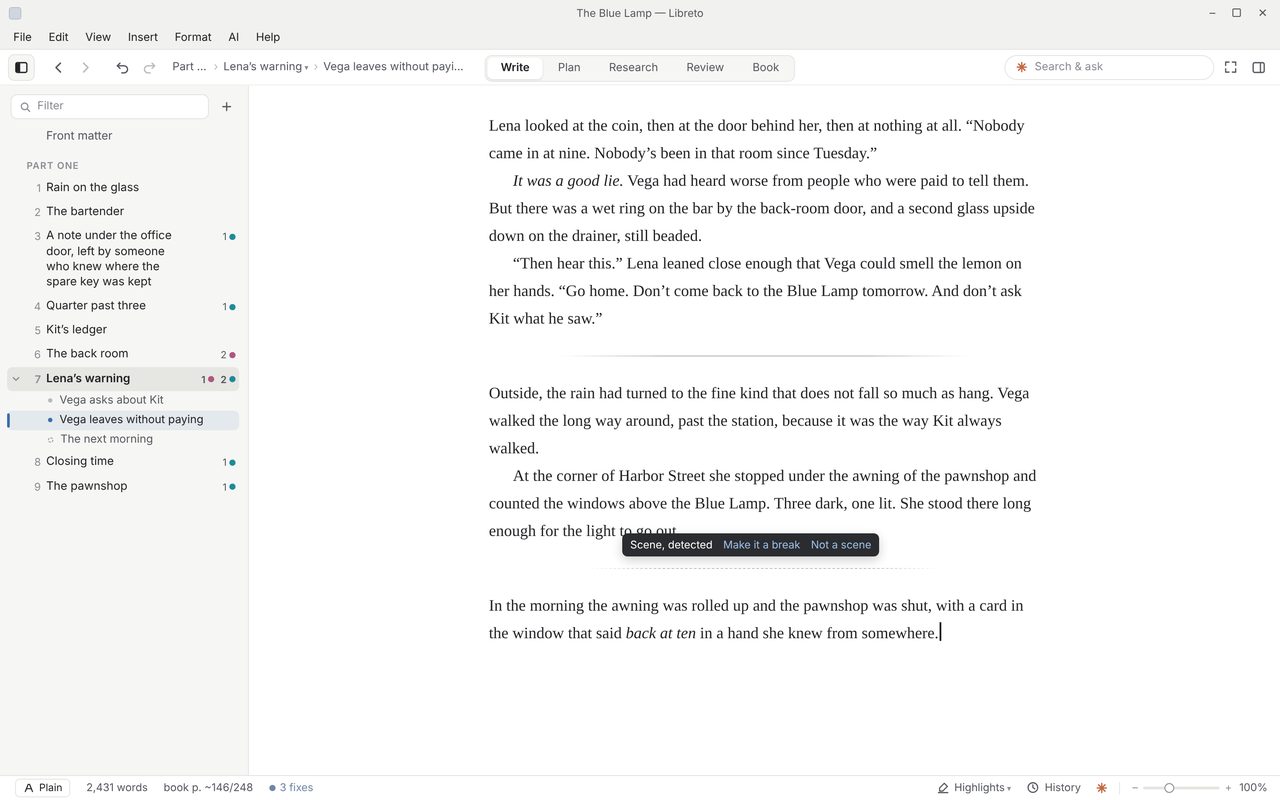 The Blue Lamp — Libreto
File Edit View Insert Format AI Help
Part ... › Lena’s warning › Vega leaves without payi...
Write Plan Research Review Book
Search & ask
Filter
Front matter
PART ONE
1 Rain on the glass
2 The bartender
3 A note under the office 1
door, left by someone
who knew where the
spare key was kept
4 Quarter past three 1
5 Kit’s ledger
6 The back room 2
7 Lena’s warning 1 2
Vega asks about Kit
Vega leaves without paying
The next morning
8 Closing time 1
9 The pawnshop 1
Lena looked at the coin, then at the door behind her, then at nothing at all. “Nobody
came in at nine. Nobody’s been in that room since Tuesday.”
It was a good lie. Vega had heard worse from people who were paid to tell them.
But there was a wet ring on the bar by the back-room door, and a second glass upside
down on the drainer, still beaded.
“Then hear this.” Lena leaned close enough that Vega could smell the lemon on
her hands. “Go home. Don’t come back to the Blue Lamp tomorrow. And don’t ask
Kit what he saw.”
Outside, the rain had turned to the fine kind that does not fall so much as hang. Vega
walked the long way around, past the station, because it was the way Kit always
walked.
At the corner of Harbor Street she stopped under the awning of the pawnshop and
counted the windows above the Blue Lamp. Three dark, one lit. She stood there long
enough for the light to go out.
Scene, detected Make it a break Not a scene
In the morning the awning was rolled up and the pawnshop was shut, with a card in
the window that said back at ten in a hand she knew from somewhere.
Plain 2,431 words book p. ~146/248 3 fixes
Highlights History − + 100%